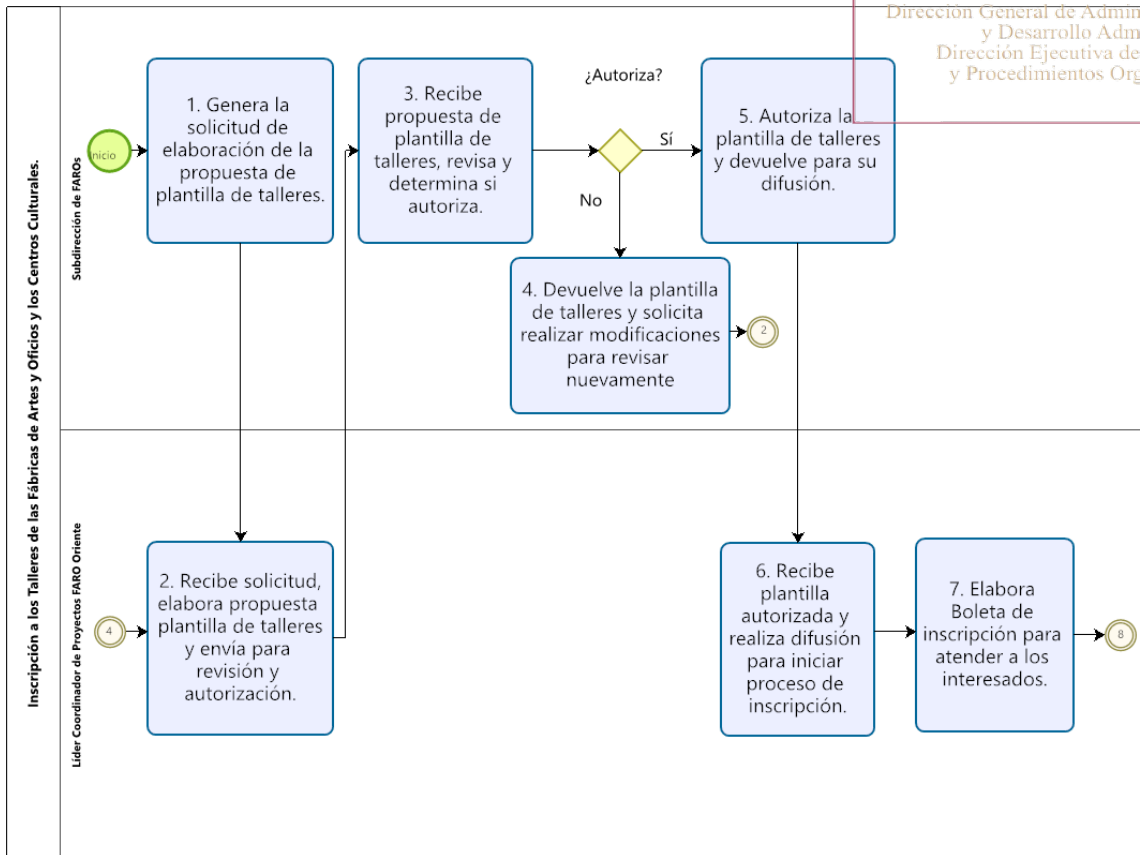 Dirección General de Admin
y Desarrollo Adm
Dirección Ejecutiva de
y Procedimientos Org
Inscripción a los Talleres de las Fábricas de Artes y Oficios y los Centros Culturales.
Subdirección de FAROs
nicio
1. Genera la
solicitud de
elaboración de la
propuesta de
plantilla de talleres.
3. Recibe
propuesta de
plantilla de
talleres, revisa y
determina si
autoriza.
¿Autoriza?
Sí
No
5. Autoriza la
plantilla de talleres
y devuelve para su
difusión.
4. Devuelve la plantilla
de talleres y solicita
realizar modificaciones
para revisar
nuevamente
2
Líder Coordinador de Proyectos FARO Oriente
4
2. Recibe solicitud,
elabora propuesta
plantilla de talleres
y envía para
revisión y
autorización.
6. Recibe
plantilla
autorizada y
realiza difusión
para iniciar
proceso de
inscripción.
7. Elabora
Boleta de
inscripción para
atender a los
interesados.
8